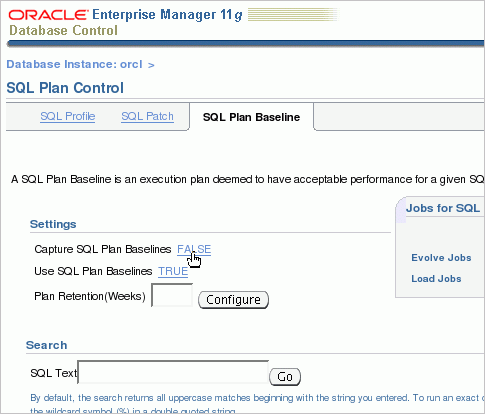 ORACLE Enterprise Manager 11g
Database Control
Database Instance: orcl >
SQL Plan Control
SQL Profile SQL Patch SQL Plan Baseline
A SQL Plan Baseline is an execution plan deemed to have acceptable performance for a given SQ
Jobs for SQL
Settings
Capture SQL Plan Baselines FALSE
Evolve Jobs
Use SQL Plan Baselines TRUE
Load Jobs
Plan Retention(Weeks) Configure
Search
SQL Text Go
By default, the search returns all uppercase matches beginning with the string you entered. To run an exact
the wildcard symbol (%) in a double quoted string.